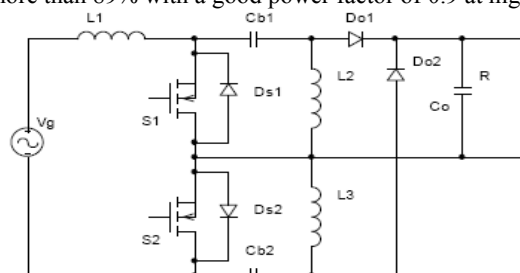 more than 89% with a good power factor of 0.9 at hig
L1
Cb1
Do1
Do2
L2
R
Ds1
Co
S1
Vg
L3
Ds2
S2
Cb2